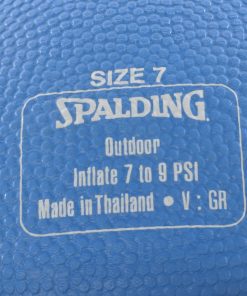 SIZE 7
SPALDING
Outdoor
Inflate 7 to 9 PSI
Made in Thailand • V : GR